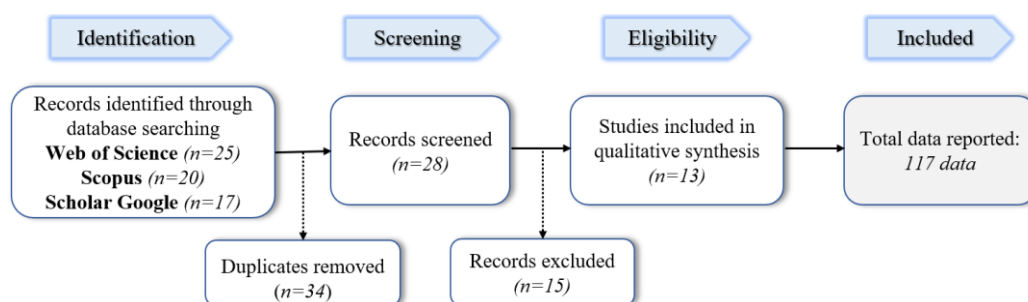 Identification
Screening
Eligibility
Included
Records identified through
database searching
Web of Science (n=25)
Scopus (n=20)
Scholar Google (n=17)
Records screened
(n=28)
Studies included in
qualitative synthesis
(n=13)
Total data reported:
117 data
Duplicates removed
(n=34)
Records excluded
(n=15)